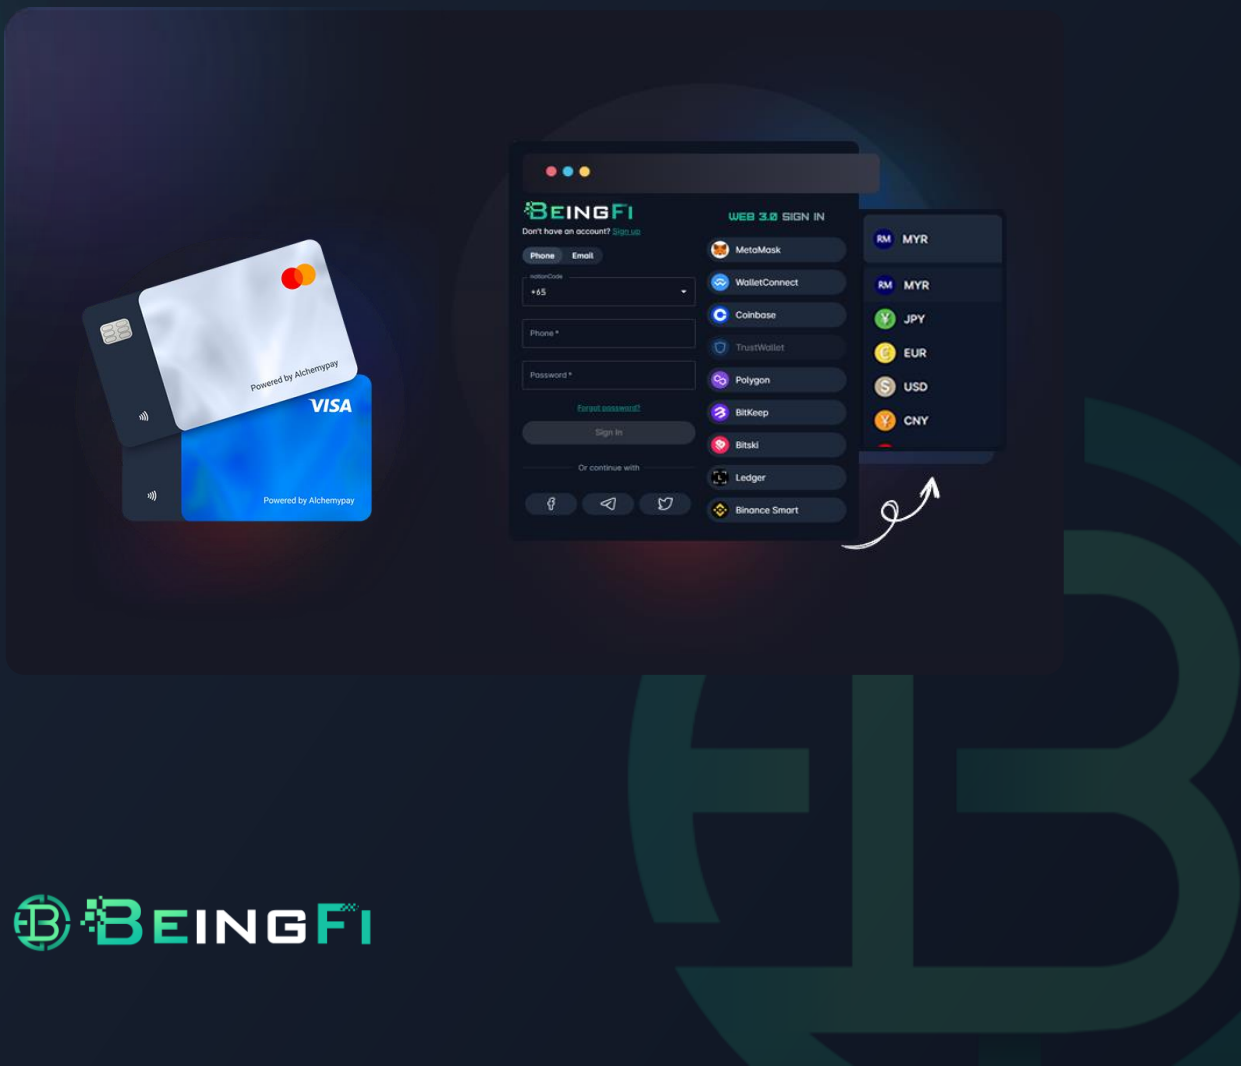 Powered by Alchemypay
VISA
Powered by Alchemypay
BEINGFI
Don't have an account? Sign up
Phone Email
nationCode
+65
Phone *
Password *
Forgot password?
Sign In
Or continue with
WEB 3.0 SIGN IN
MetaMask
WalletConnect
Coinbase
TrustWallet
Polygon
BitKeep
Bitski
Ledger
Binance Smart
RM MYR
RM MYR
¥ JPY
€ EUR
$ USD
¥ CNY
BEINGFI